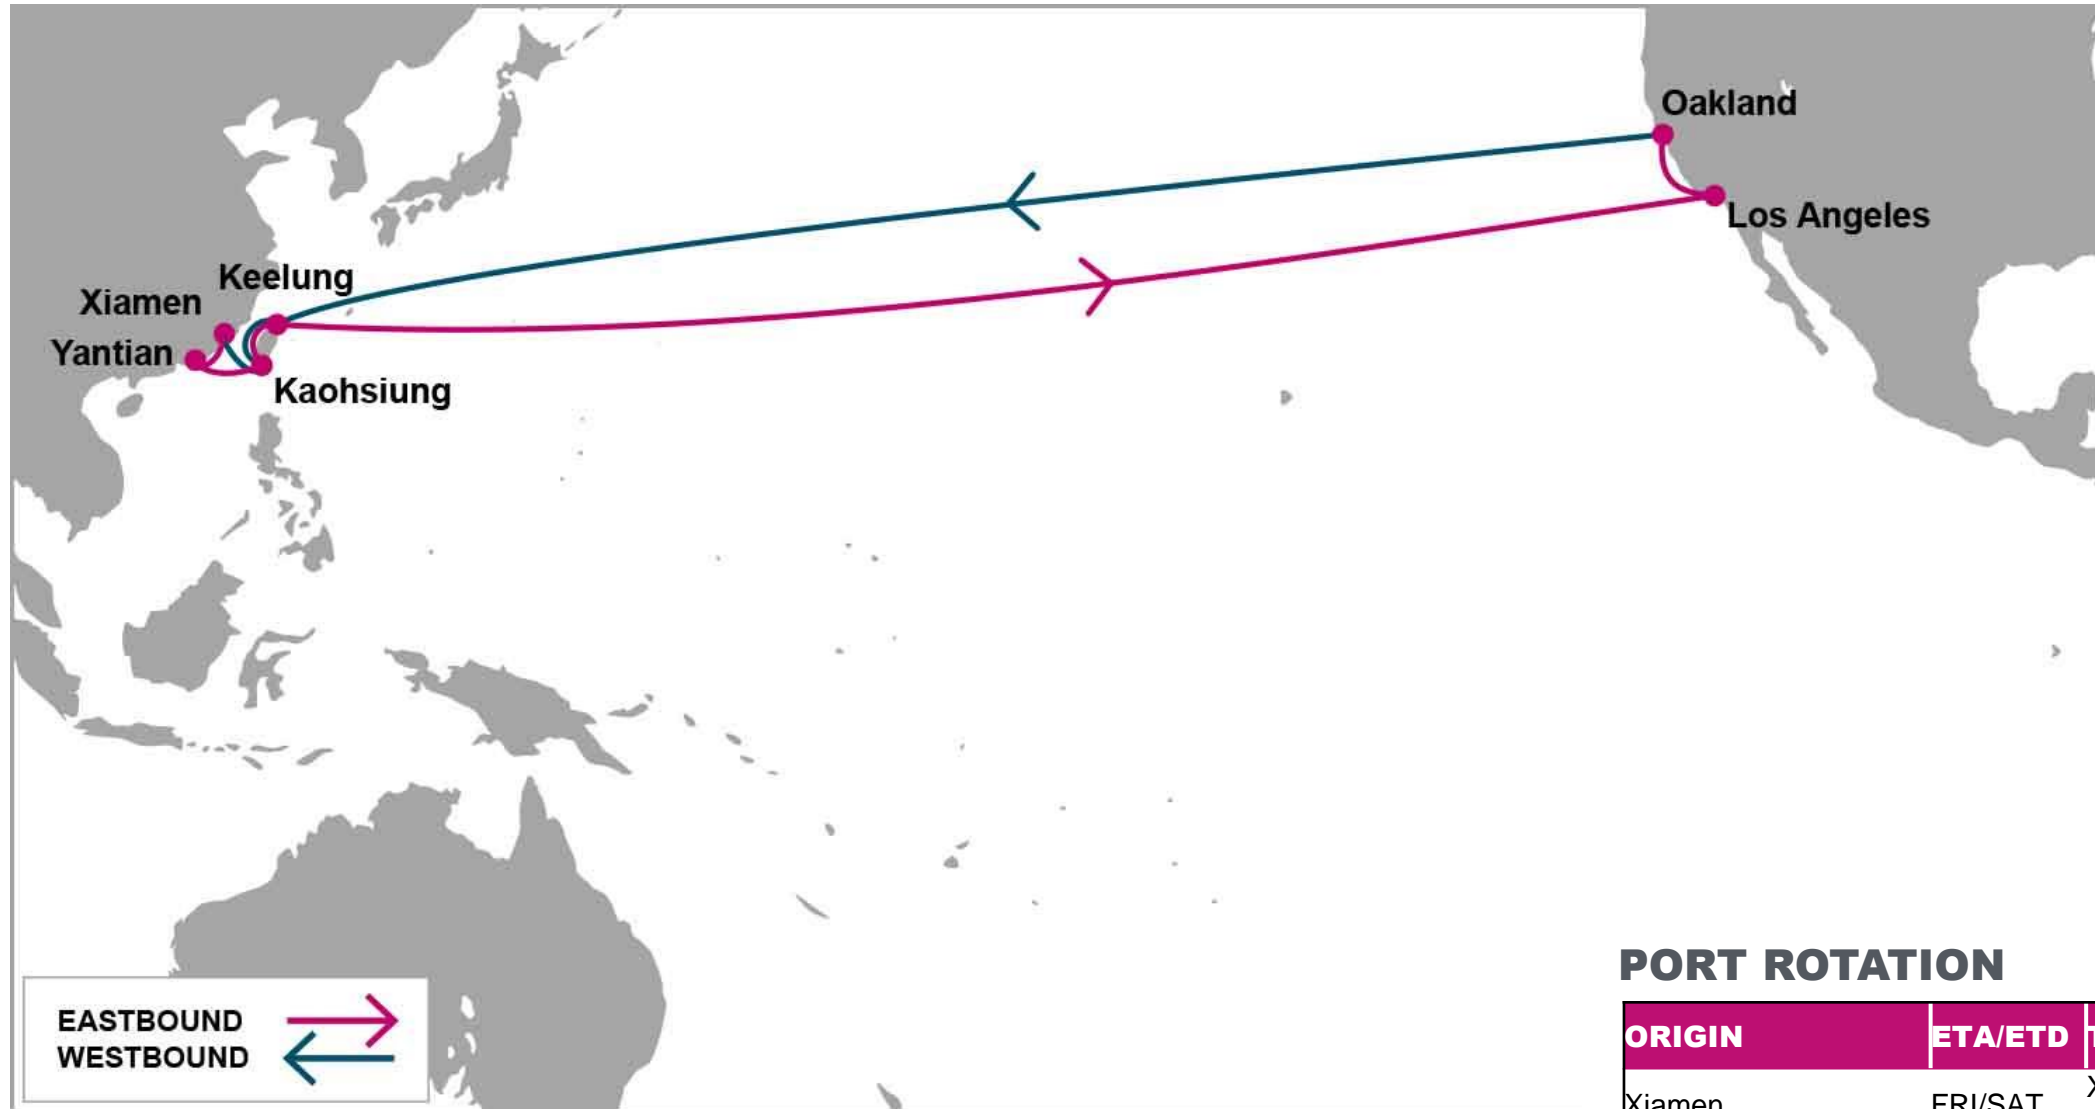 Oakland
Los Angeles
Keelung
Xiamen
Yantian
Kaohsiung
PORT ROTATION
EASTBOUND
WESTBOUND
ORIGIN ETA/ETD
Xiamen FRI/SAT